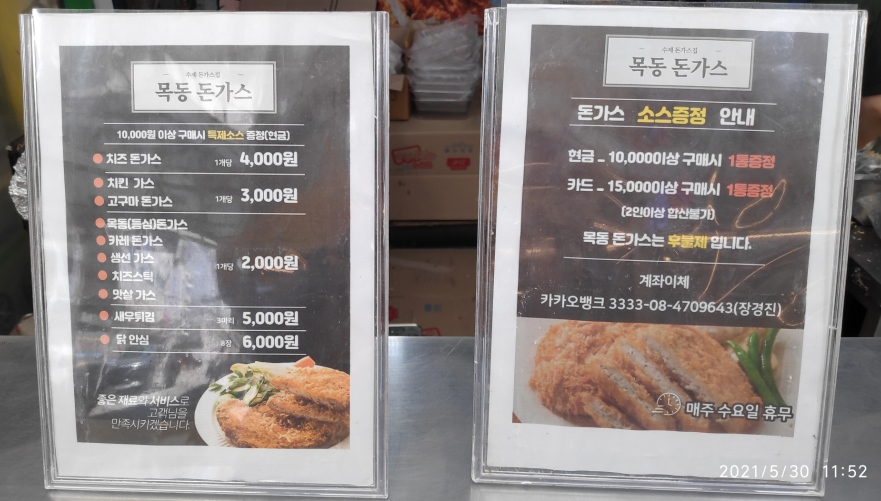 수제 돈가스집
목동 돈가스
10,000원 이상 구매시 특제소스 증정(현금)
치즈 돈가스 1개당 4,000원
치킨 가스
고구마 돈가스 1개당 3,000원
목동(등심)돈가스
카레 돈가스
생선 가스 1개당 2,000원
치즈스틱
맛살 가스
새우튀김 3마리 5,000원
닭 안심 6,000원
좋은 재료와 서비스로
고객님을
만족시키겠습니다.
수제 돈가스집
목동 돈가스
돈가스 소스증정 안내
현금 - 10,0000이상 구매시 1통증정
카드 - 15,0000이상 구매시 1통증정
(2인이상 합산불가)
목동 돈가스는 후불제 입니다.
계좌이체
카카오뱅크 3333-08-4709643(장경진)
매주 수요일 휴무
2021/5/30 11:52